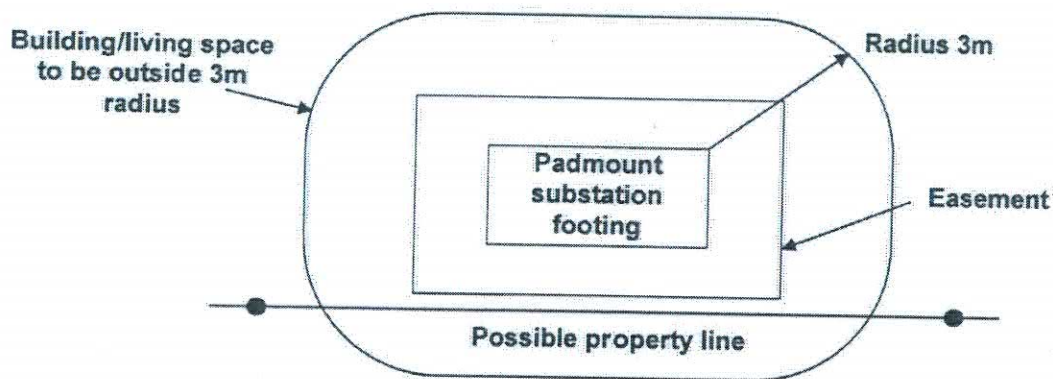 Building/living space
to be outside 3m
radius
Radius 3m
Padmount
substation
footing
Easement
Possible property line